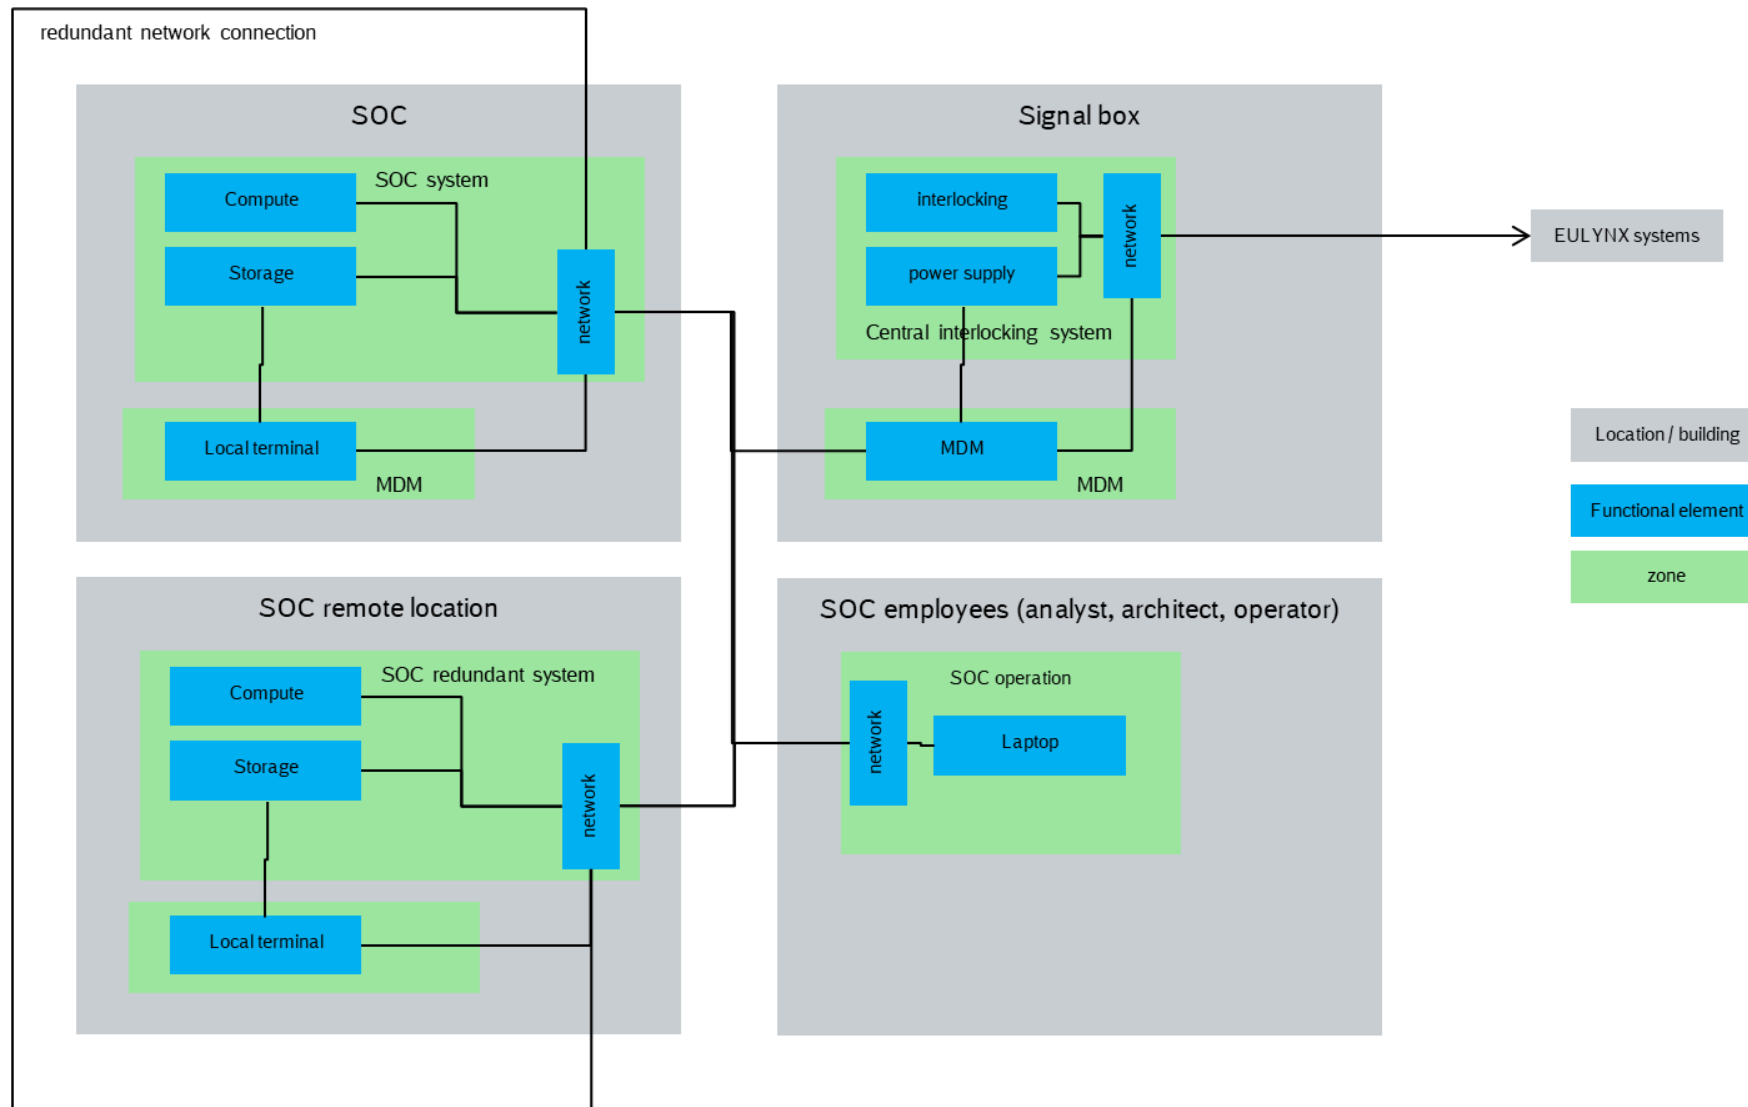 redundant network connection
SOC
SOC system
Compute
Storage
network
Local terminal
MDM
Signal box
interlocking
power supply
network
Central interlocking system
MDM
MDM
EULYNX systems
Location / building
Functional element
zone
SOC remote location
SOC redundant system
Compute
Storage
network
Local terminal
SOC employees (analyst, architect, operator)
SOC operation
network
Laptop